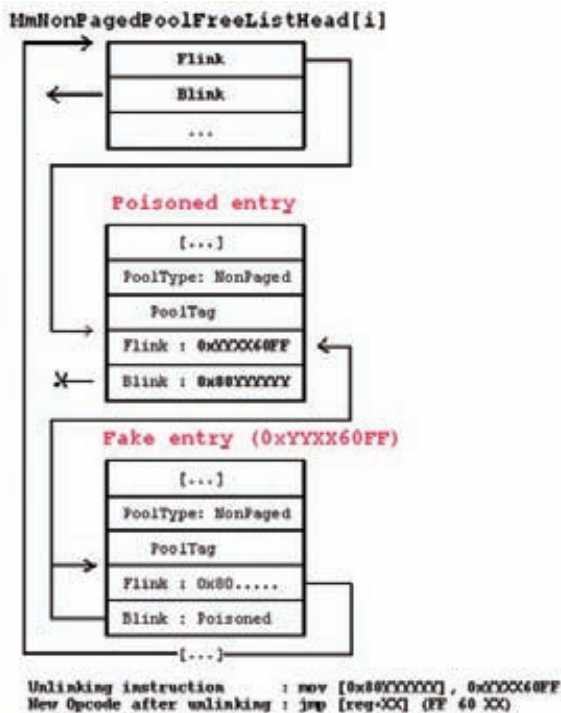 MmNonPagedPoolFreeListHead[i]
Flink
Blink
...
Poisoned entry
[...]
PoolType: NonPaged
PoolTag
Flink : 0xYYXX60FF
Blink : 0x80YYYYYY
Fake entry (0xYYXX60FF)
[...]
PoolType: NonPaged
PoolTag
Flink : 0x80.....
Blink : Poisoned
[...]
Unlinking instruction : mov [0x80YYYYYY], 0xYYXX60FF
New Opcode after unlinking : jmp [reg+XX] (FF 60 XX)